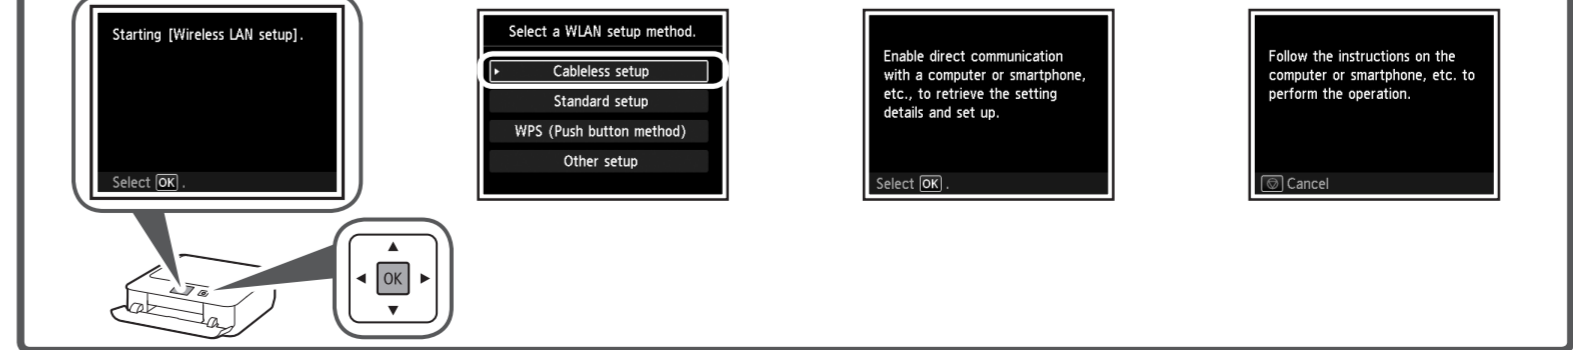 Starting [Wireless LAN setup].
Select OK .
OK
Select a WLAN setup method.
Cableless setup
Standard setup
WPS (Push button method)
Other setup
Enable direct communication
with a computer or smartphone,
etc., to retrieve the setting
details and set up.
Select OK .
Follow the instructions on the
computer or smartphone, etc. to
perform the operation.
Cancel